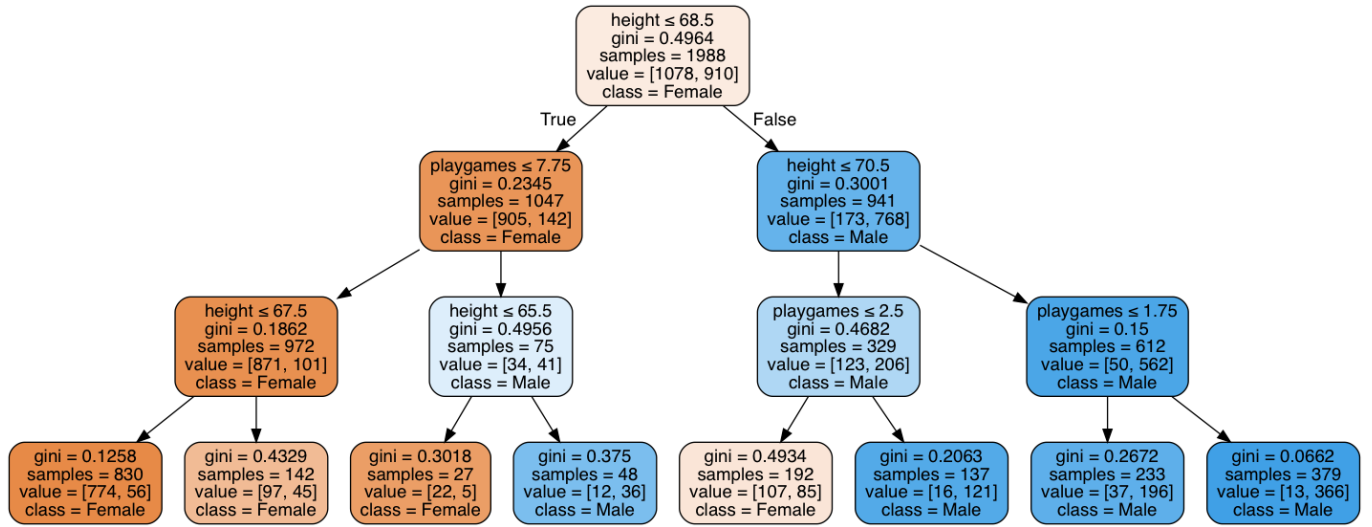 height ≤ 68.5
gini = 0.4964
samples = 1988
value = [1078, 910]
class = Female
True
False
playgames ≤ 7.75
gini = 0.2345
samples = 1047
value = [905, 142]
class = Female
height ≤ 70.5
gini = 0.3001
samples = 941
value = [173, 768]
class = Male
height ≤ 67.5
gini = 0.1862
samples = 972
value = [871, 101]
class = Female
height ≤ 65.5
gini = 0.4956
samples = 75
value = [34, 41]
class = Male
playgames ≤ 2.5
gini = 0.4682
samples = 329
value = [123, 206]
class = Male
playgames ≤ 1.75
gini = 0.15
samples = 612
value = [50, 562]
class = Male
gini = 0.1258
samples = 830
value = [774, 56]
class = Female
gini = 0.4329
samples = 142
value = [97, 45]
class = Female
gini = 0.3018
samples = 27
value = [22, 5]
class = Female
gini = 0.375
samples = 48
value = [12, 36]
class = Male
gini = 0.4934
samples = 192
value = [107, 85]
class = Female
gini = 0.2063
samples = 137
value = [16, 121]
class = Male
gini = 0.2672
samples = 233
value = [37, 196]
class = Male
gini = 0.0662
samples = 379
value = [13, 366]
class = Male